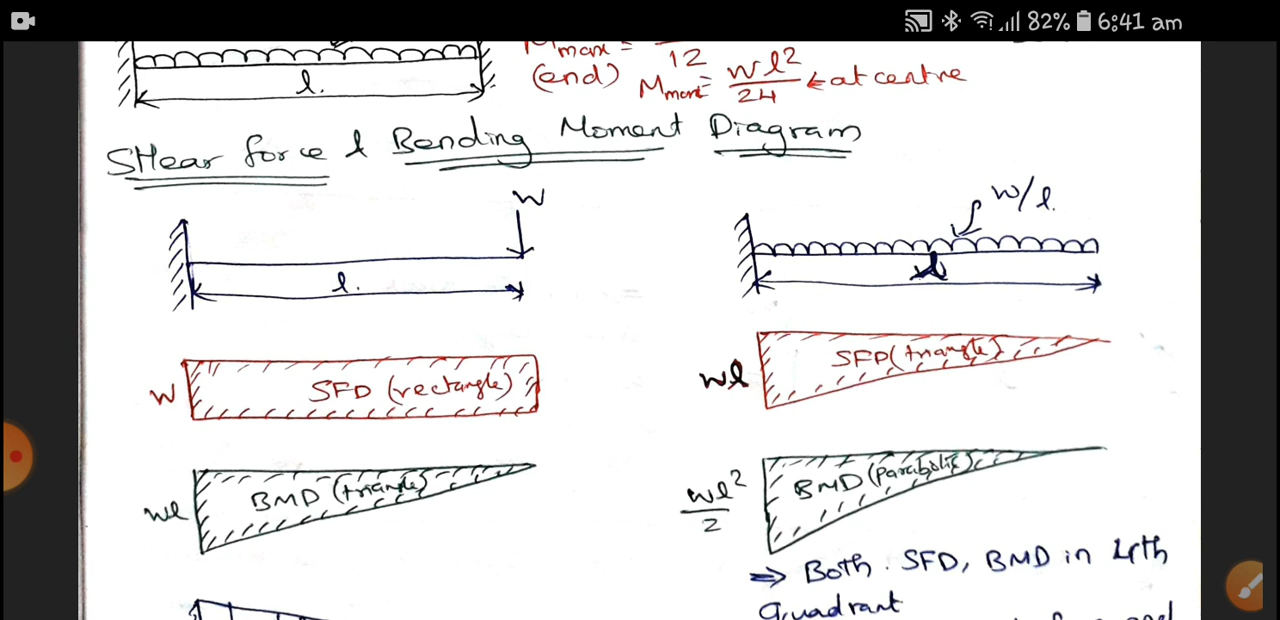 82% 6:41 am
12
(end) Mmax = wl²/24 ← at centre
l.
SHear force & Bending Moment Diagram
W
w/l.
l.
l
W SFD (rectangle)
wl SFD (triangle)
wl BMD (triangle)
wl²/2 BMD (Parabolic)
⇒ Both. SFD, BMD in 4th
Quadrant